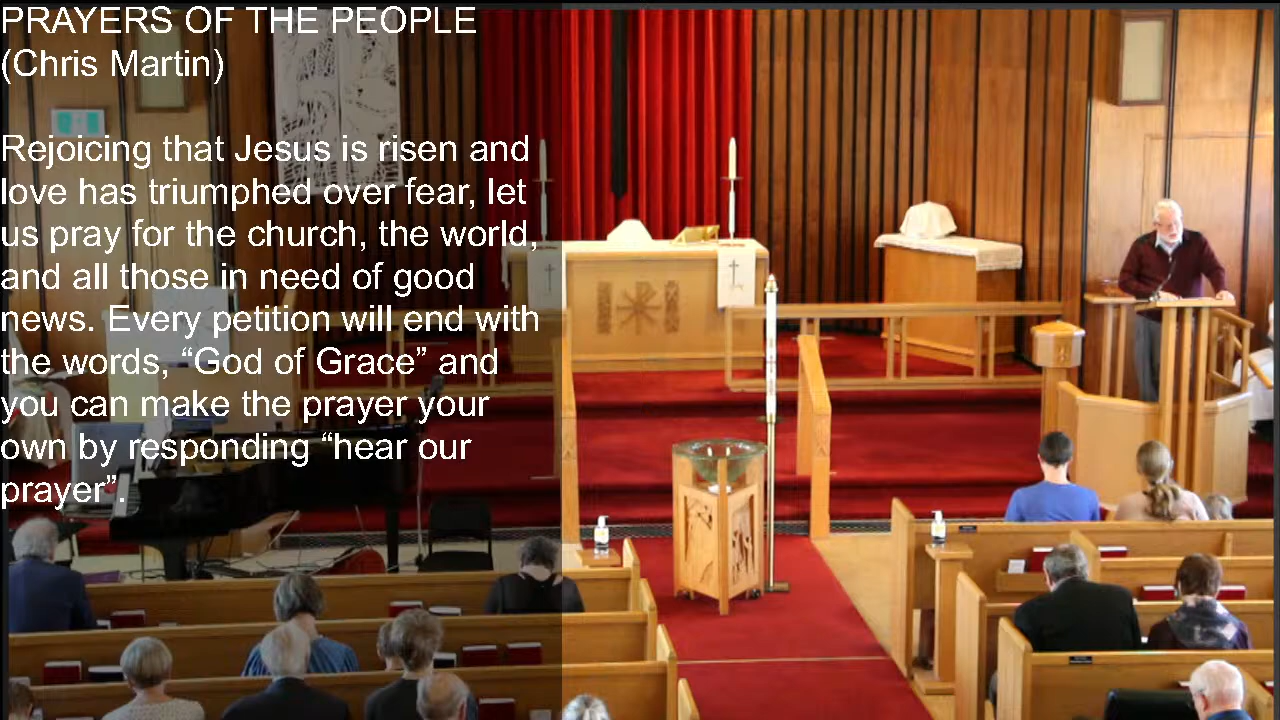 PRAYERS OF THE PEOPLE
(Chris Martin)
Rejoicing that Jesus is risen and
love has triumphed over fear, let
us pray for the church, the world,
and all those in need of good
news. Every petition will end with
the words, “God of Grace” and
you can make the prayer your
own by responding “hear our
prayer”.